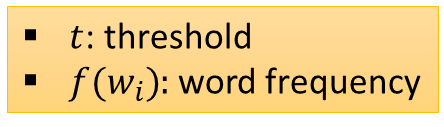 ▪ t: threshold
▪ f(wᵢ): word frequency